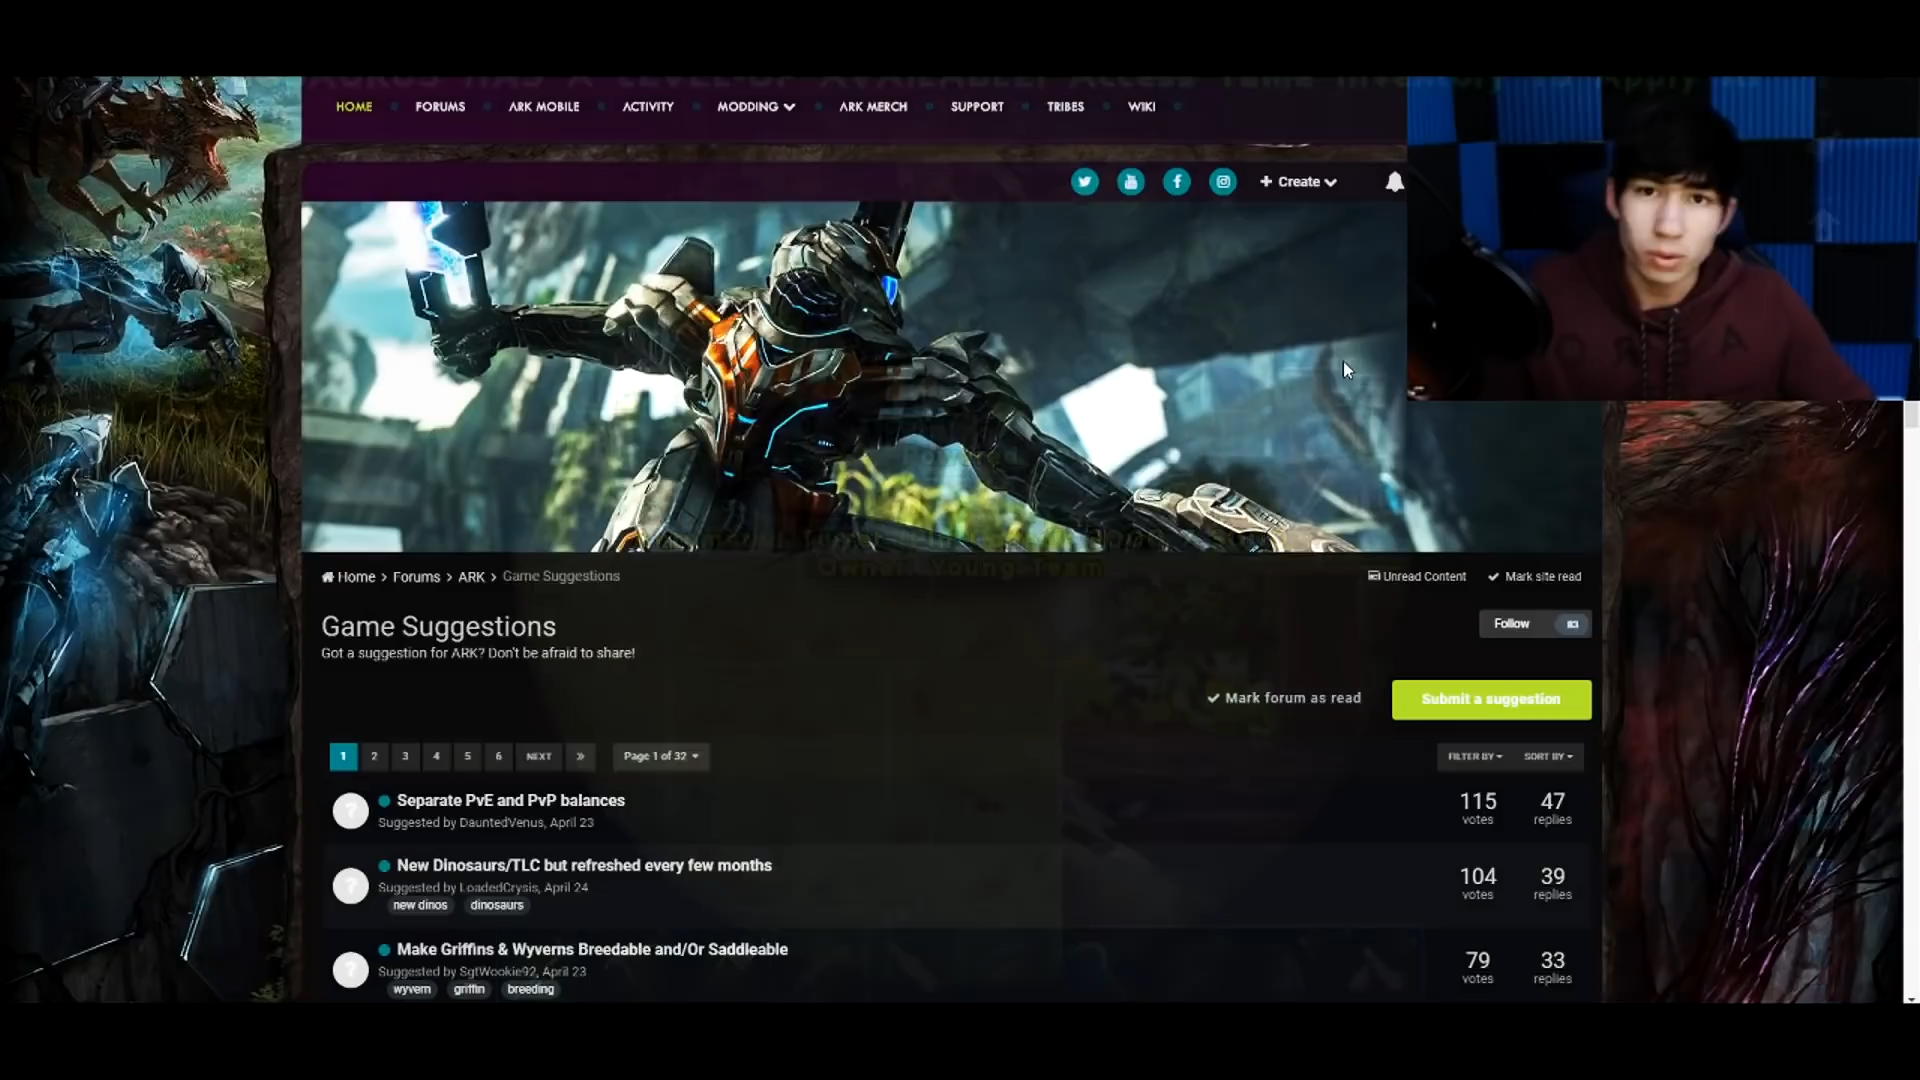 HOME FORUMS ARK MOBILE ACTIVITY MODDING ARK MERCH SUPPORT TRIBES WIKI
+ Create
Owner: Young Team
Home > Forums > ARK > Game Suggestions
Unread Content Mark site read
Game Suggestions
Follow
Got a suggestion for ARK? Don't be afraid to share!
Mark forum as read
Submit a suggestion
1 2 3 4 5 6 NEXT » Page 1 of 32
FILTER BY SORT BY
Separate PvE and PvP balances
Suggested by DauntedVenus, April 23
115 votes
47 replies
New Dinosaurs/TLC but refreshed every few months
Suggested by LoadedCrysis, April 24
new dinos dinosaurs
104 votes
39 replies
Make Griffins & Wyverns Breedable and/Or Saddleable
Suggested by SgtWookie92, April 23
wyvern griffin breeding
79 votes
33 replies